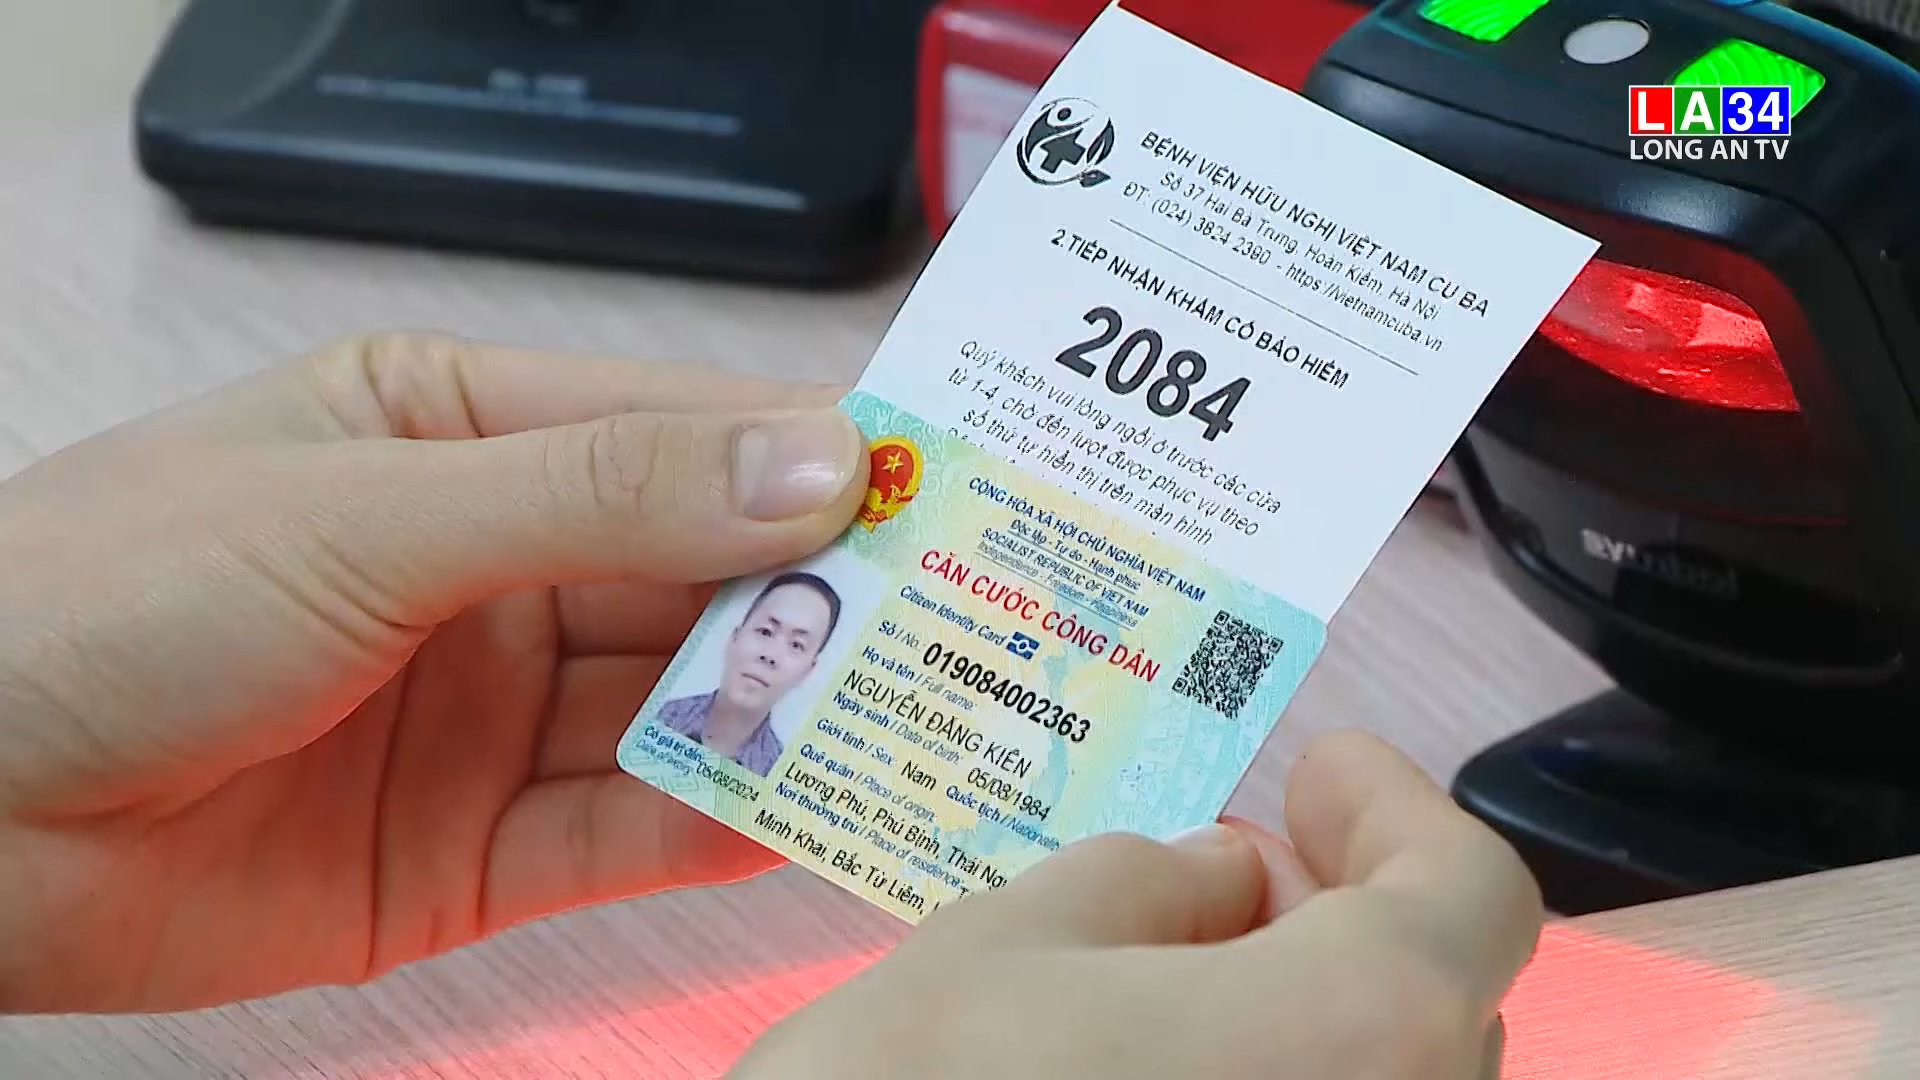 LA34
LONG AN TV
BỆNH VIỆN HỮU NGHỊ VIỆT NAM CU BA
Số 37 Hai Bà Trưng, Hoàn Kiếm, Hà Nội
ĐT: (024) 3824 2390 - https://vietnamcuba.vn
2.TIẾP NHẬN KHÁM CÓ BẢO HIỂM
2084
Quý khách vui lòng ngồi ở trước các cửa
từ 1-4, chờ đến lượt được phục vụ theo
số thứ tự hiển thị trên màn hình
CỘNG HÒA XÃ HỘI CHỦ NGHĨA VIỆT NAM
Độc lập - Tự do - Hạnh phúc
SOCIALIST REPUBLIC OF VIET NAM
Independence - Freedom - Happiness
CĂN CƯỚC CÔNG DÂN
Citizen Identity Card
Số / No.: 019084002363
Họ và tên / Full name:
NGUYỄN ĐĂNG KIÊN
Ngày sinh / Date of birth: 05/08/1984
Giới tính / Sex: Nam Quốc tịch / Nationality
Quê quán / Place of origin:
Lương Phú, Phú Bình, Thái
Nơi thường trú / Place of residence:
Minh Khai, Bắc Từ Liêm,
Có giá trị đến:
Date of expiry 05/08/2024
symbol